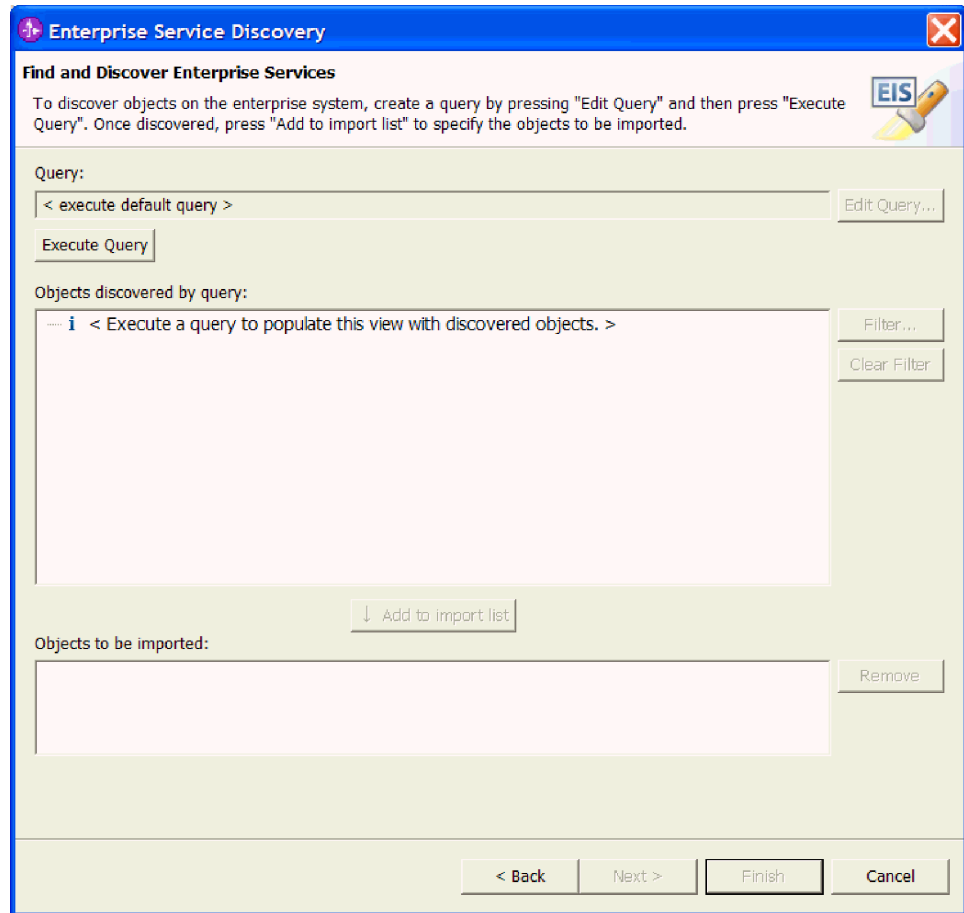 Enterprise Service Discovery
Find and Discover Enterprise Services
To discover objects on the enterprise system, create a query by pressing "Edit Query" and then press "Execute
Query". Once discovered, press "Add to import list" to specify the objects to be imported.
EIS
Query:
< execute default query >
Edit Query...
Execute Query
Objects discovered by query:
i < Execute a query to populate this view with discovered objects. >
Filter...
Clear Filter
↓ Add to import list
Objects to be imported:
Remove
< Back
Next >
Finish
Cancel